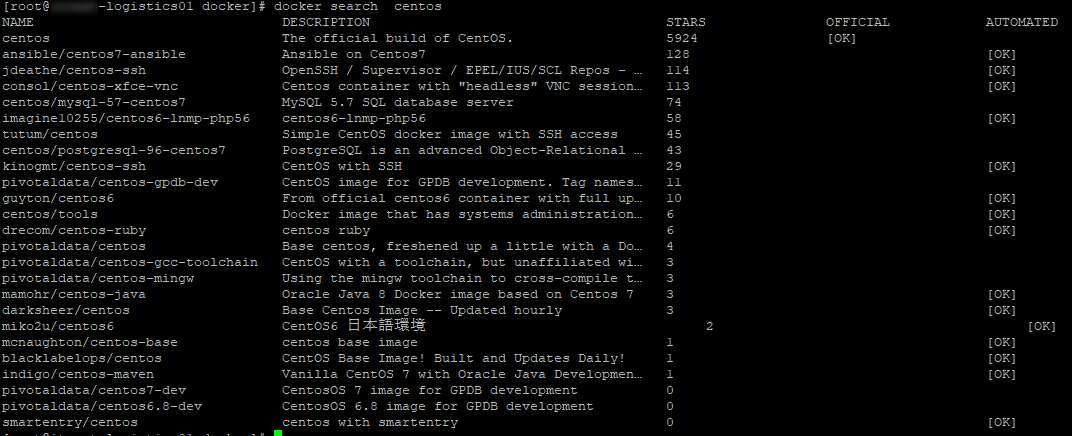 [root@ -logistics01 docker]# docker search  centos
NAME DESCRIPTION STARS OFFICIAL AUTOMATED
centos The official build of CentOS. 5924 [OK]
ansible/centos7-ansible Ansible on Centos7 128 [OK]
jdeathe/centos-ssh OpenSSH / Supervisor / EPEL/IUS/SCL Repos - … 114 [OK]
consol/centos-xfce-vnc Centos container with "headless" VNC session… 113 [OK]
centos/mysql-57-centos7 MySQL 5.7 SQL database server 74
imagine10255/centos6-lnmp-php56 centos6-lnmp-php56 58 [OK]
tutum/centos Simple CentOS docker image with SSH access 45
centos/postgresql-96-centos7 PostgreSQL is an advanced Object-Relational … 43
kinogmt/centos-ssh CentOS with SSH 29 [OK]
pivotaldata/centos-gpdb-dev CentOS image for GPDB development. Tag names… 11
guyton/centos6 From official centos6 container with full up… 10 [OK]
centos/tools Docker image that has systems administration… 6 [OK]
drecom/centos-ruby centos ruby 6 [OK]
pivotaldata/centos Base centos, freshened up a little with a Do… 4
pivotaldata/centos-gcc-toolchain CentOS with a toolchain, but unaffiliated wi… 3
pivotaldata/centos-mingw Using the mingw toolchain to cross-compile t… 3
mamohr/centos-java Oracle Java 8 Docker image based on Centos 7 3 [OK]
darksheer/centos Base Centos Image -- Updated hourly 3 [OK]
miko2u/centos6 CentOS6 日本語環境 2 [OK]
mcnaughton/centos-base centos base image 1 [OK]
blacklabelops/centos CentOS Base Image! Built and Updates Daily! 1 [OK]
indigo/centos-maven Vanilla CentOS 7 with Oracle Java Developmen… 1 [OK]
pivotaldata/centos7-dev CentosOS 7 image for GPDB development 0
pivotaldata/centos6.8-dev CentosOS 6.8 image for GPDB development 0
smartentry/centos centos with smartentry 0 [OK]